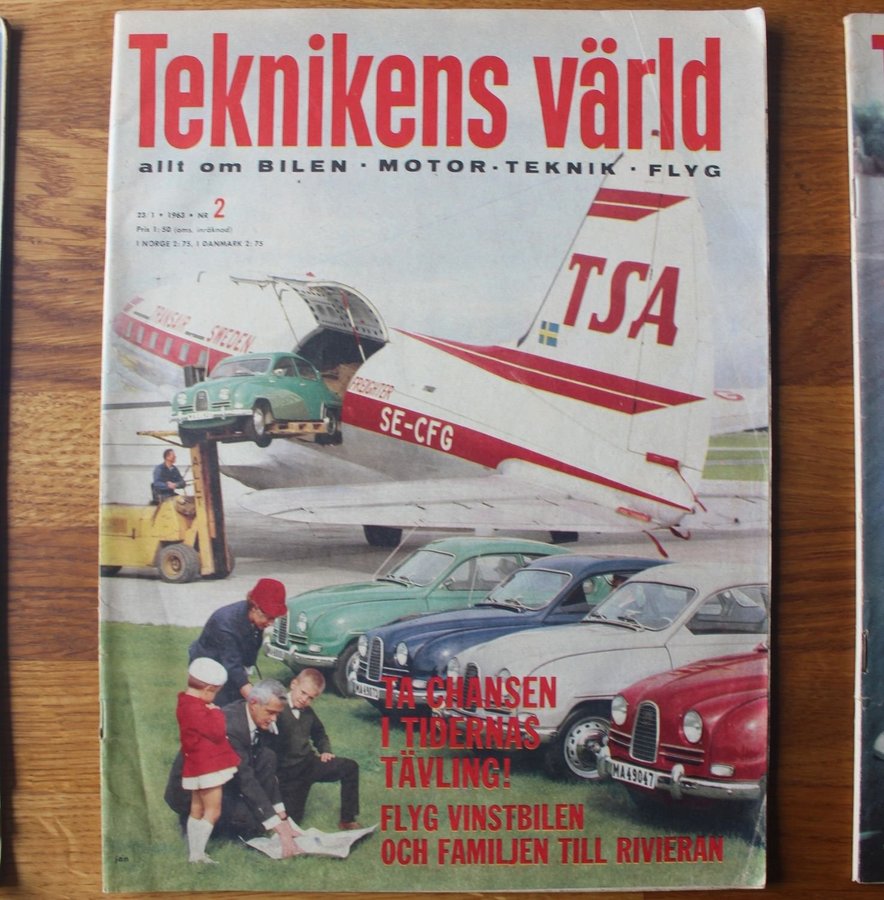 Teknikens värld
allt om BILEN · MOTOR-TEKNIK · FLYG
23/1 • 1963 • NR 2
Pris 1:50 (oms. inräknad)
I NORGE 2:75, I DANMARK 2:75
TSA
TRANSAIR SWEDEN
FREIGHTER
SE-CFG
TA CHANSEN
I TIDERNAS
TÄVLING!
MA49047
FLYG VINSTBILEN
OCH FAMILJEN TILL RIVIERAN
jan